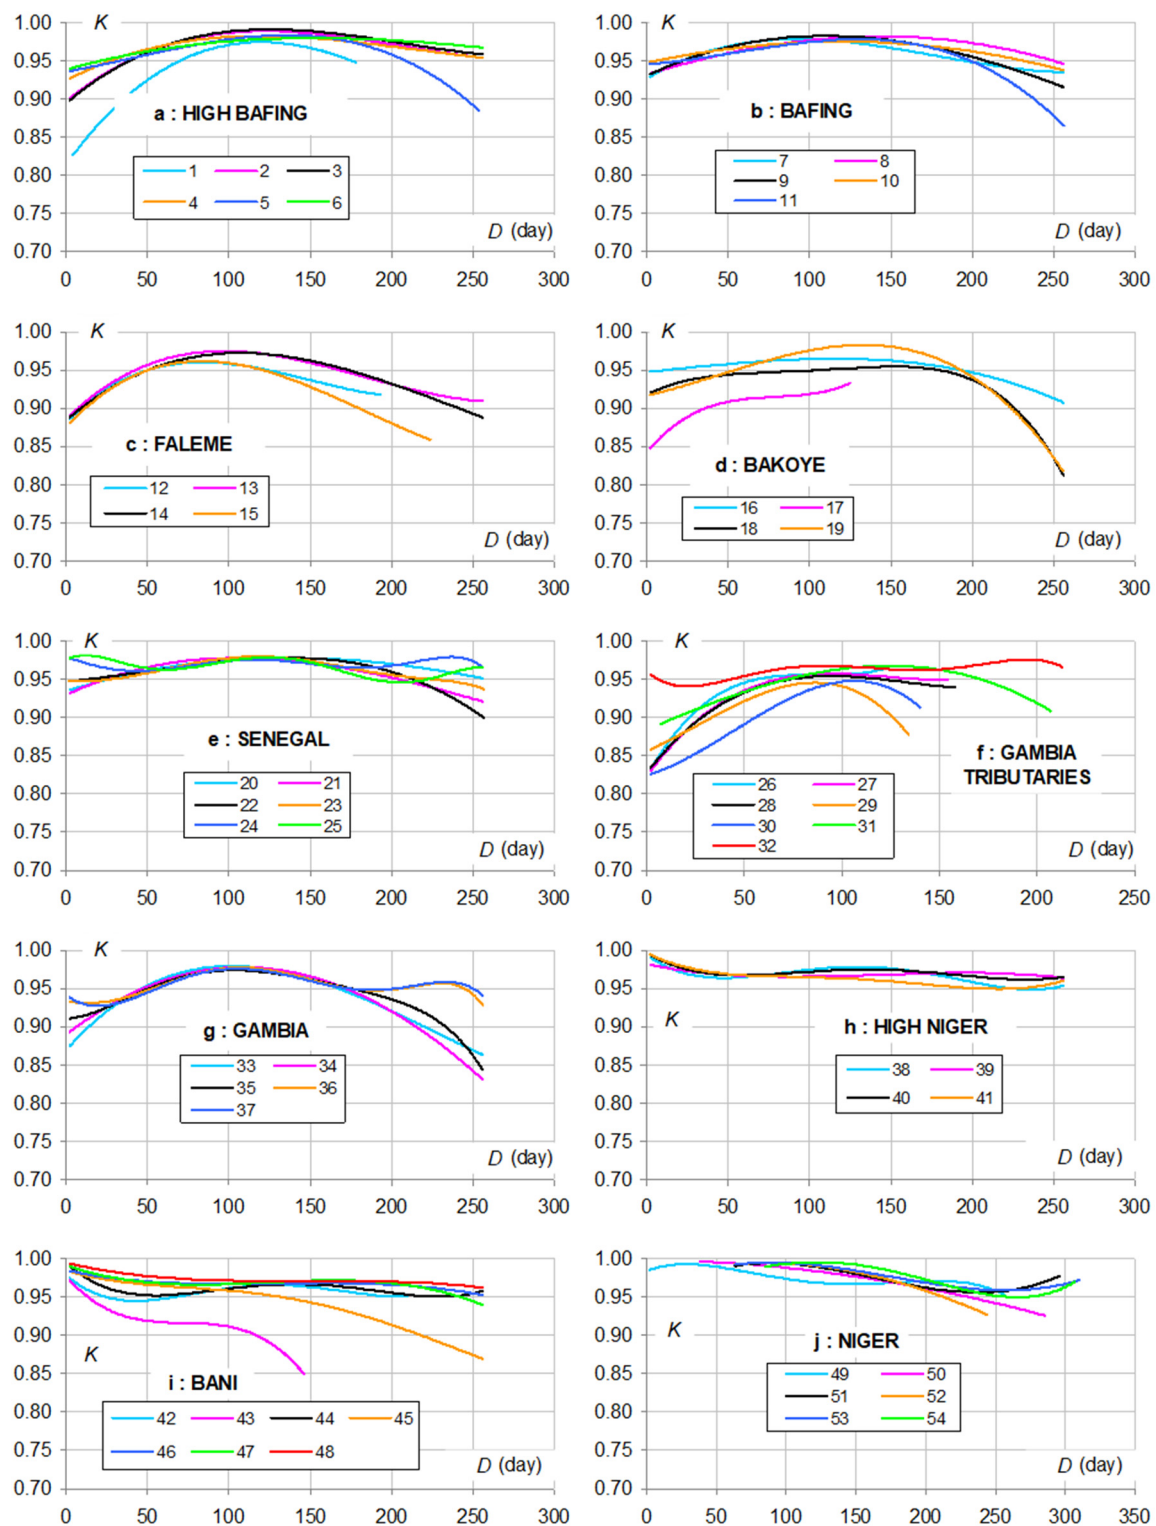 1.00 K
0.95
0.90
a : HIGH BAFING
0.85
1 2 3
0.80
4 5 6
0.75
D (day)
0.70
0 50 100 150 200 250 300
1.00 K
0.95
0.90
b : BAFING
0.85
7 8
0.80
9 10
11
0.75
D (day)
0.70
0 50 100 150 200 250 300
1.00 K
0.95
0.90
c : FALEME
0.85
12 13
0.80
14 15
0.75
D (day)
0.70
0 50 100 150 200 250 300
1.00 K
0.95
0.90
0.85
d : BAKOYE
0.80
16 17
0.75
18 19
D (day)
0.70
0 50 100 150 200 250 300
1.00 K
0.95
0.90
e : SENEGAL
0.85
20 21
0.80
22 23
24 25
0.75
D (day)
0.70
0 50 100 150 200 250 300
1.00 K
0.95
0.90
f : GAMBIA
0.85
TRIBUTARIES
26 27
0.80
28 29
30 31
0.75
32
D (day)
0.70
0 50 100 150 200 250
1.00 K
0.95
0.90
g : GAMBIA
0.85
33 34
35 36
0.80
37
0.75
D (day)
0.70
0 50 100 150 200 250 300
1.00
0.95
0.90 K
h : HIGH NIGER
0.85
38 39
0.80
40 41
0.75
D (day)
0.70
0 50 100 150 200 250 300
1.00
0.95
0.90
K
0.85
i : BANI
0.80
42 43 44 45
0.75
46 47 48
D (day)
0.70
0 50 100 150 200 250 300
1.00
0.95
0.90 K
j : NIGER
0.85
49 50
0.80
51 52
53 54
0.75
D (day)
0.70
0 50 100 150 200 250 300 350